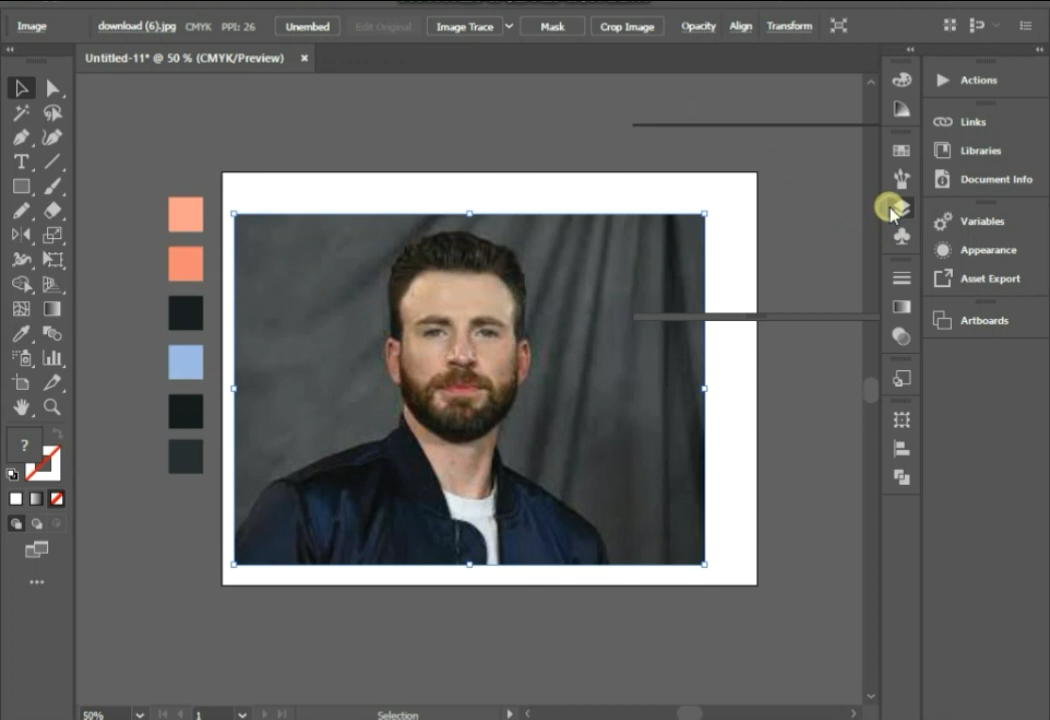 Image
download (6).jpg
CMYK
PPI: 26
Unembed
Edit Original
Image Trace
Mask
Crop Image
Opacity
Align
Transform
Untitled-11* @ 50 % (CMYK/Preview)
Actions
Links
Libraries
Document Info
Variables
Appearance
Asset Export
Artboards
T
?
50%
1
Selection